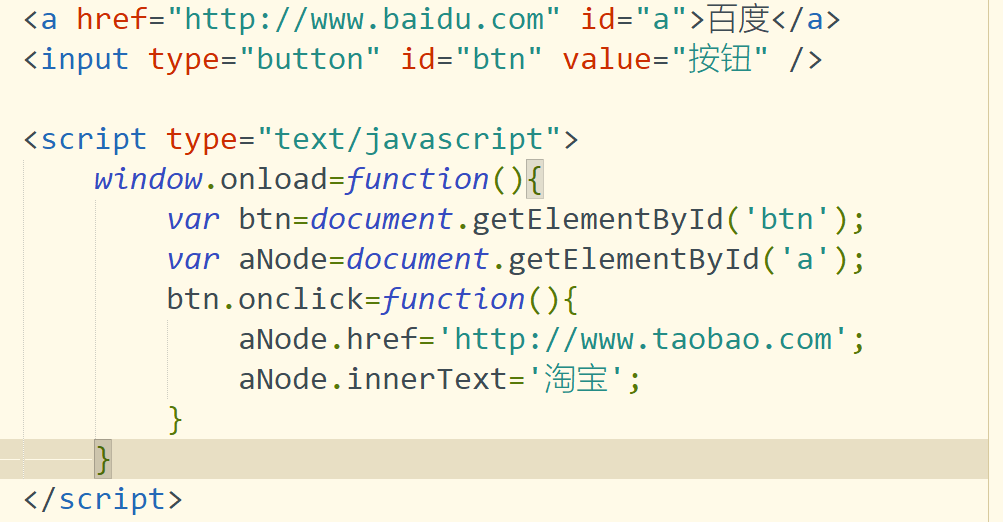 <a href="http://www.baidu.com" id="a">百度</a>
<input type="button" id="btn" value="按钮" />
<script type="text/javascript">
window.onload=function(){
var btn=document.getElementById('btn');
var aNode=document.getElementById('a');
btn.onclick=function(){
aNode.href='http://www.taobao.com';
aNode.innerText='淘宝';
}
}
</script>